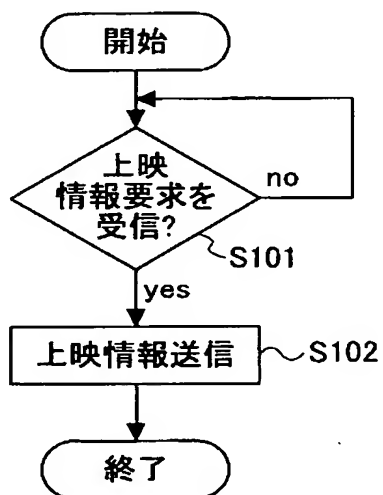 開始
上映
情報要求を
受信?
no
S101
yes
上映情報送信
S102
終了